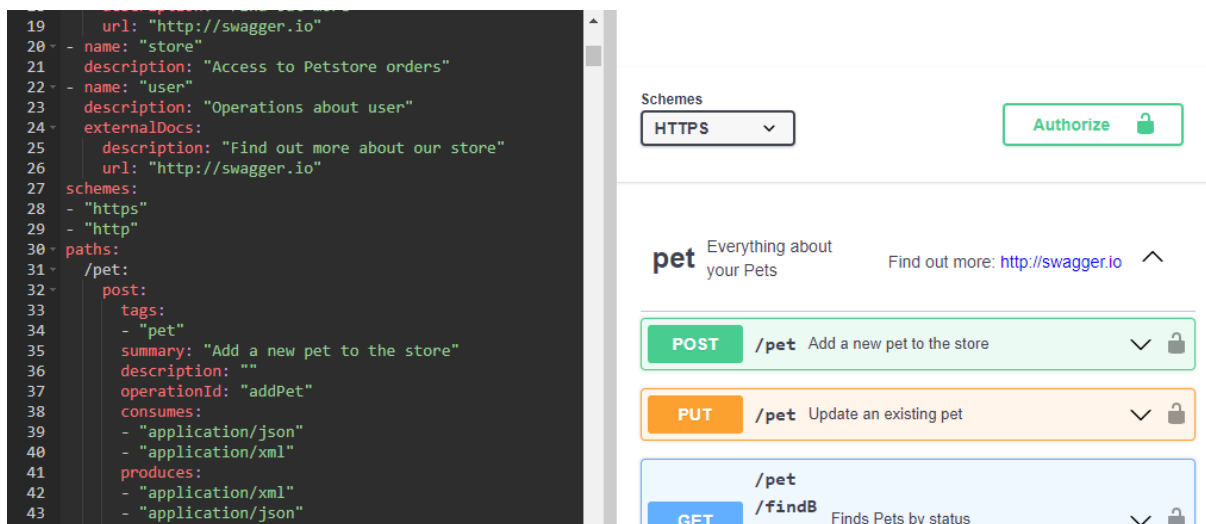 19 url: "http://swagger.io"
20 - name: "store"
21 description: "Access to Petstore orders"
22 - name: "user"
23 description: "Operations about user"
24 externalDocs:
25 description: "Find out more about our store"
26 url: "http://swagger.io"
27 schemes:
28 - "https"
29 - "http"
30 paths:
31 /pet:
32 post:
33 tags:
34 - "pet"
35 summary: "Add a new pet to the store"
36 description: ""
37 operationId: "addPet"
38 consumes:
39 - "application/json"
40 - "application/xml"
41 produces:
42 - "application/xml"
43 - "application/json"
Schemes
HTTPS
Authorize
pet
Everything about
your Pets
Find out more: http://swagger.io
POST /pet Add a new pet to the store
PUT /pet Update an existing pet
/pet
/findB
GET Finds Pets by status